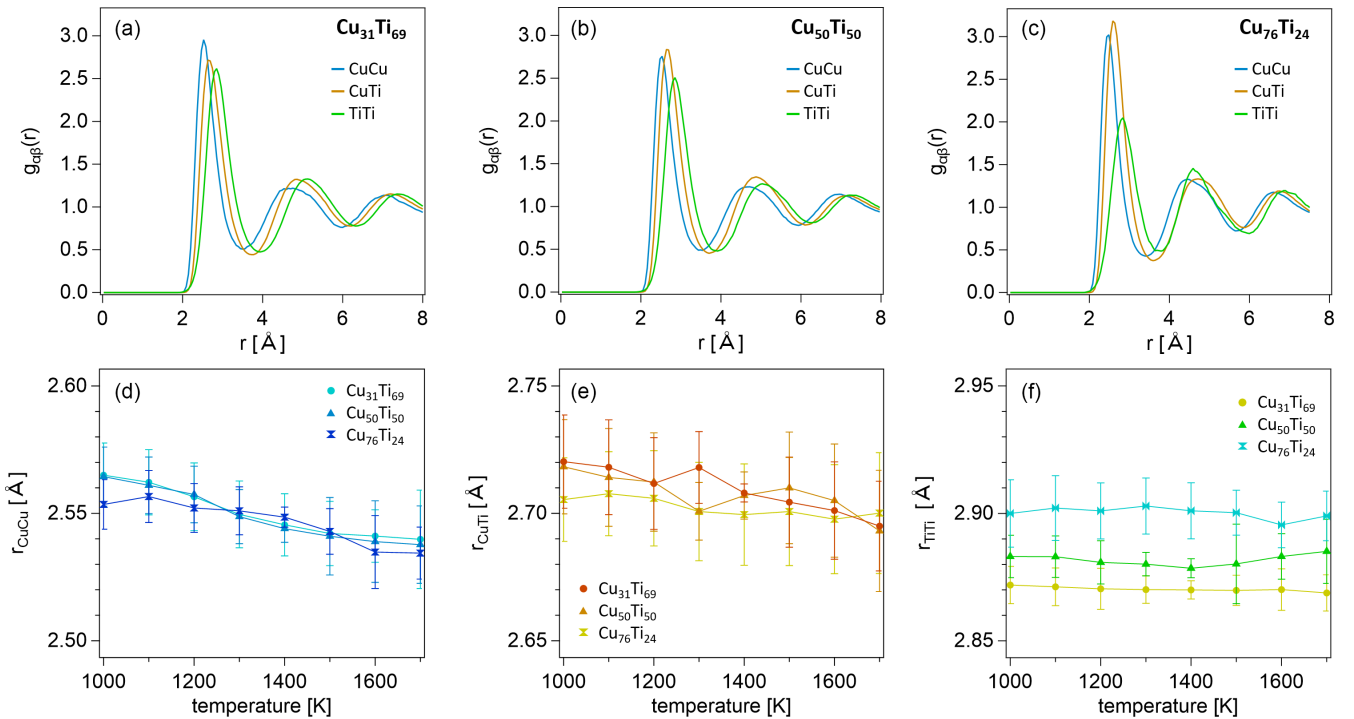 (a) Cu31Ti69
CuCu
CuTi
TiTi
3.0
2.5
2.0
1.5
1.0
0.5
0.0
gαβ(r)
0 2 4 6 8
r [ Å ]
(b) Cu50Ti50
CuCu
CuTi
TiTi
3.0
2.5
2.0
1.5
1.0
0.5
0.0
gαβ(r)
0 2 4 6 8
r [ Å ]
(c) Cu76Ti24
CuCu
CuTi
TiTi
3.0
2.5
2.0
1.5
1.0
0.5
0.0
gαβ(r)
0 2 4 6 8
r [ Å ]
(d)
Cu31Ti69
Cu50Ti50
Cu76Ti24
2.60
2.55
2.50
rCuCu [ Å ]
1000 1200 1400 1600
temperature [K]
(e)
Cu31Ti69
Cu50Ti50
Cu76Ti24
2.75
2.70
2.65
rCuTi [ Å ]
1000 1200 1400 1600
temperature [K]
(f)
Cu31Ti69
Cu50Ti50
Cu76Ti24
2.95
2.90
2.85
rTiTi [ Å ]
1000 1200 1400 1600
temperature [K]